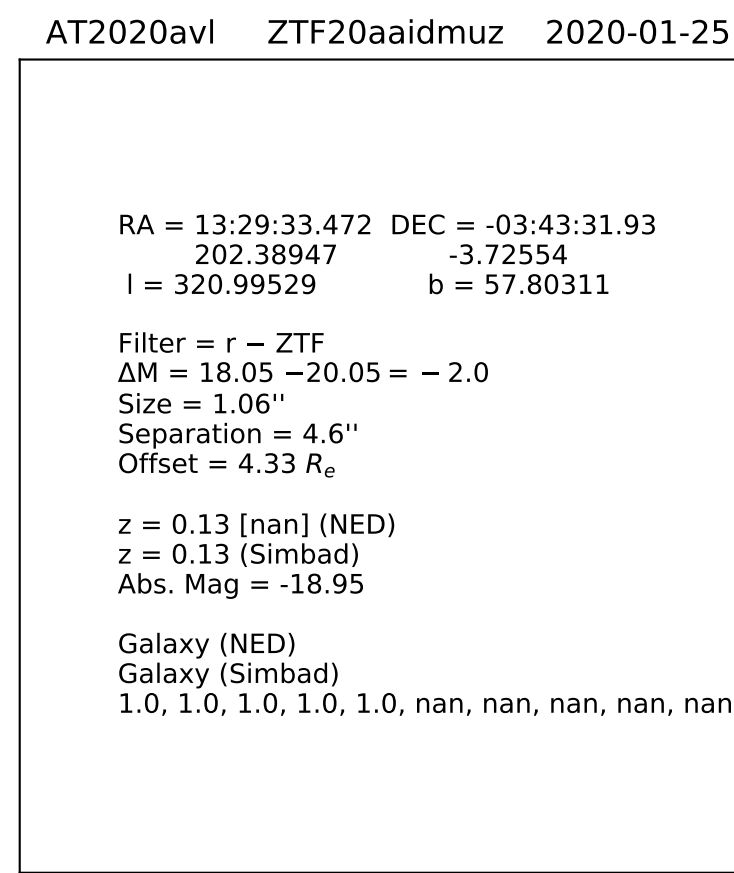 AT2020avl ZTF20aaidmuz 2020-01-25
RA = 13:29:33.472 DEC = -03:43:31.93
202.38947 -3.72554
l = 320.99529 b = 57.80311
Filter = r − ZTF
ΔM = 18.05 −20.05 = − 2.0
Size = 1.06''
Separation = 4.6''
Offset = 4.33 Rₑ
z = 0.13 [nan] (NED)
z = 0.13 (Simbad)
Abs. Mag = -18.95
Galaxy (NED)
Galaxy (Simbad)
1.0, 1.0, 1.0, 1.0, 1.0, nan, nan, nan, nan, nan